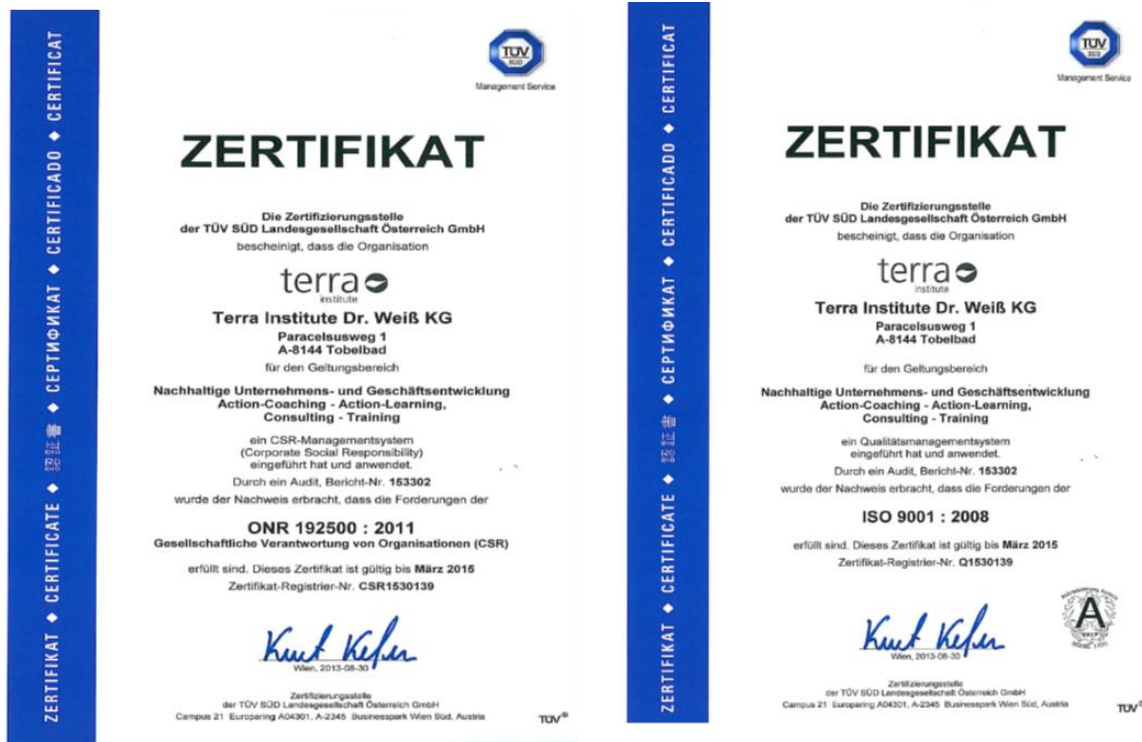 ZERTIFIKAT ◆ CERTIFICATE ◆ 認証書 ◆ СЕРТИФИКАТ ◆ CERTIFICADO ◆ CERTIFICAT
TÜV
SÜD
Management Service
ZERTIFIKAT
Die Zertifizierungsstelle
der TÜV SÜD Landesgesellschaft Österreich GmbH
bescheinigt, dass die Organisation
terra
institute
Terra Institute Dr. Weiß KG
Paracelsusweg 1
A-8144 Tobelbad
für den Geltungsbereich
Nachhaltige Unternehmens- und Geschäftsentwicklung
Action-Coaching - Action-Learning,
Consulting - Training
ein CSR-Managementsystem
(Corporate Social Responsibility)
eingeführt hat und anwendet.
Durch ein Audit, Bericht-Nr. 153302
wurde der Nachweis erbracht, dass die Forderungen der
ONR 192500 : 2011
Gesellschaftliche Verantwortung von Organisationen (CSR)
erfüllt sind. Dieses Zertifikat ist gültig bis März 2015
Zertifikat-Registrier-Nr. CSR1530139
Wien, 2013-08-30
Zertifizierungsstelle
der TÜV SÜD Landesgesellschaft Österreich GmbH
Campus 21 Europaring A04301, A-2345 Businesspark Wien Süd, Austria
TÜV®
ZERTIFIKAT ◆ CERTIFICATE ◆ 認証書 ◆ СЕРТИФИКАТ ◆ CERTIFICADO ◆ CERTIFICAT
TÜV
SÜD
Management Service
ZERTIFIKAT
Die Zertifizierungsstelle
der TÜV SÜD Landesgesellschaft Österreich GmbH
bescheinigt, dass die Organisation
terra
institute
Terra Institute Dr. Weiß KG
Paracelsusweg 1
A-8144 Tobelbad
für den Geltungsbereich
Nachhaltige Unternehmens- und Geschäftsentwicklung
Action-Coaching - Action-Learning,
Consulting - Training
ein Qualitätsmanagementsystem
eingeführt hat und anwendet.
Durch ein Audit, Bericht-Nr. 153302
wurde der Nachweis erbracht, dass die Forderungen der
ISO 9001 : 2008
erfüllt sind. Dieses Zertifikat ist gültig bis März 2015
Zertifikat-Registrier-Nr. Q1530139
A
Wien, 2013-08-30
Zertifizierungsstelle
der TÜV SÜD Landesgesellschaft Österreich GmbH
Campus 21 Europaring A04301, A-2345 Businesspark Wien Süd, Austria
TÜV®